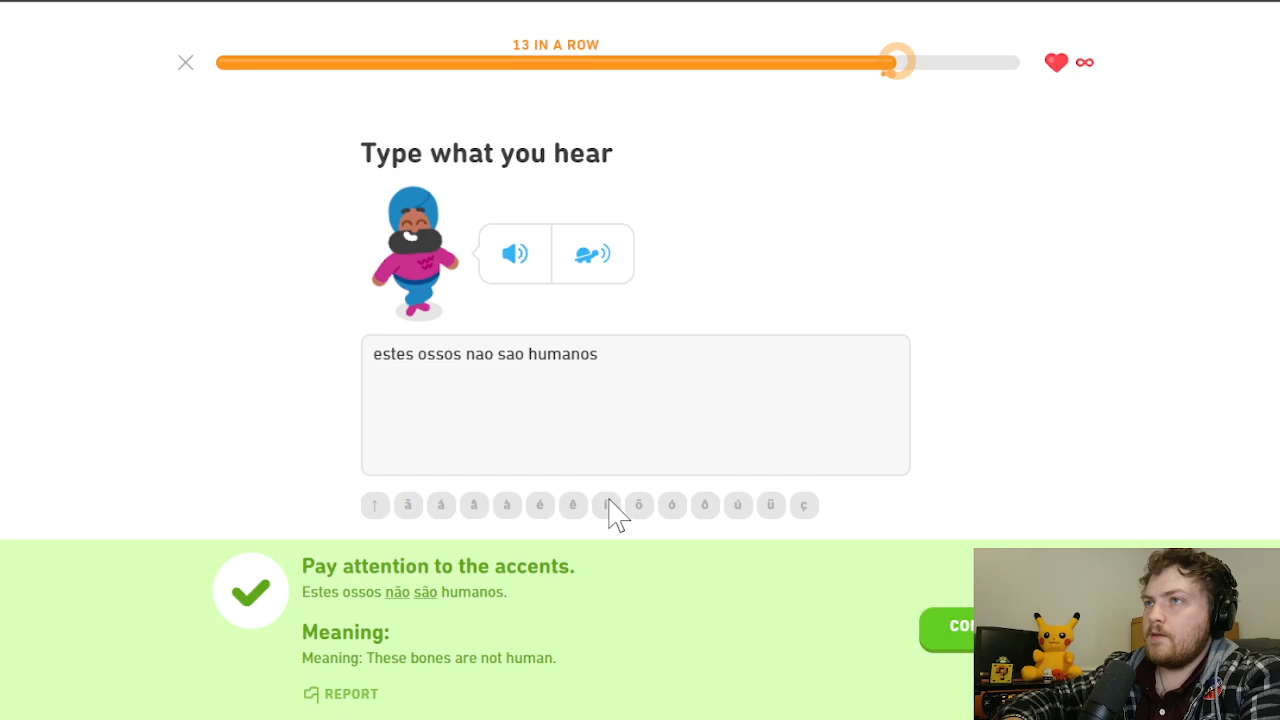 13 IN A ROW
Type what you hear
estes ossos nao sao humanos
↑ ã á â à é ê í õ ó ô ú ü ç
Pay attention to the accents.
Estes ossos não são humanos.
Meaning:
Meaning: These bones are not human.
REPORT